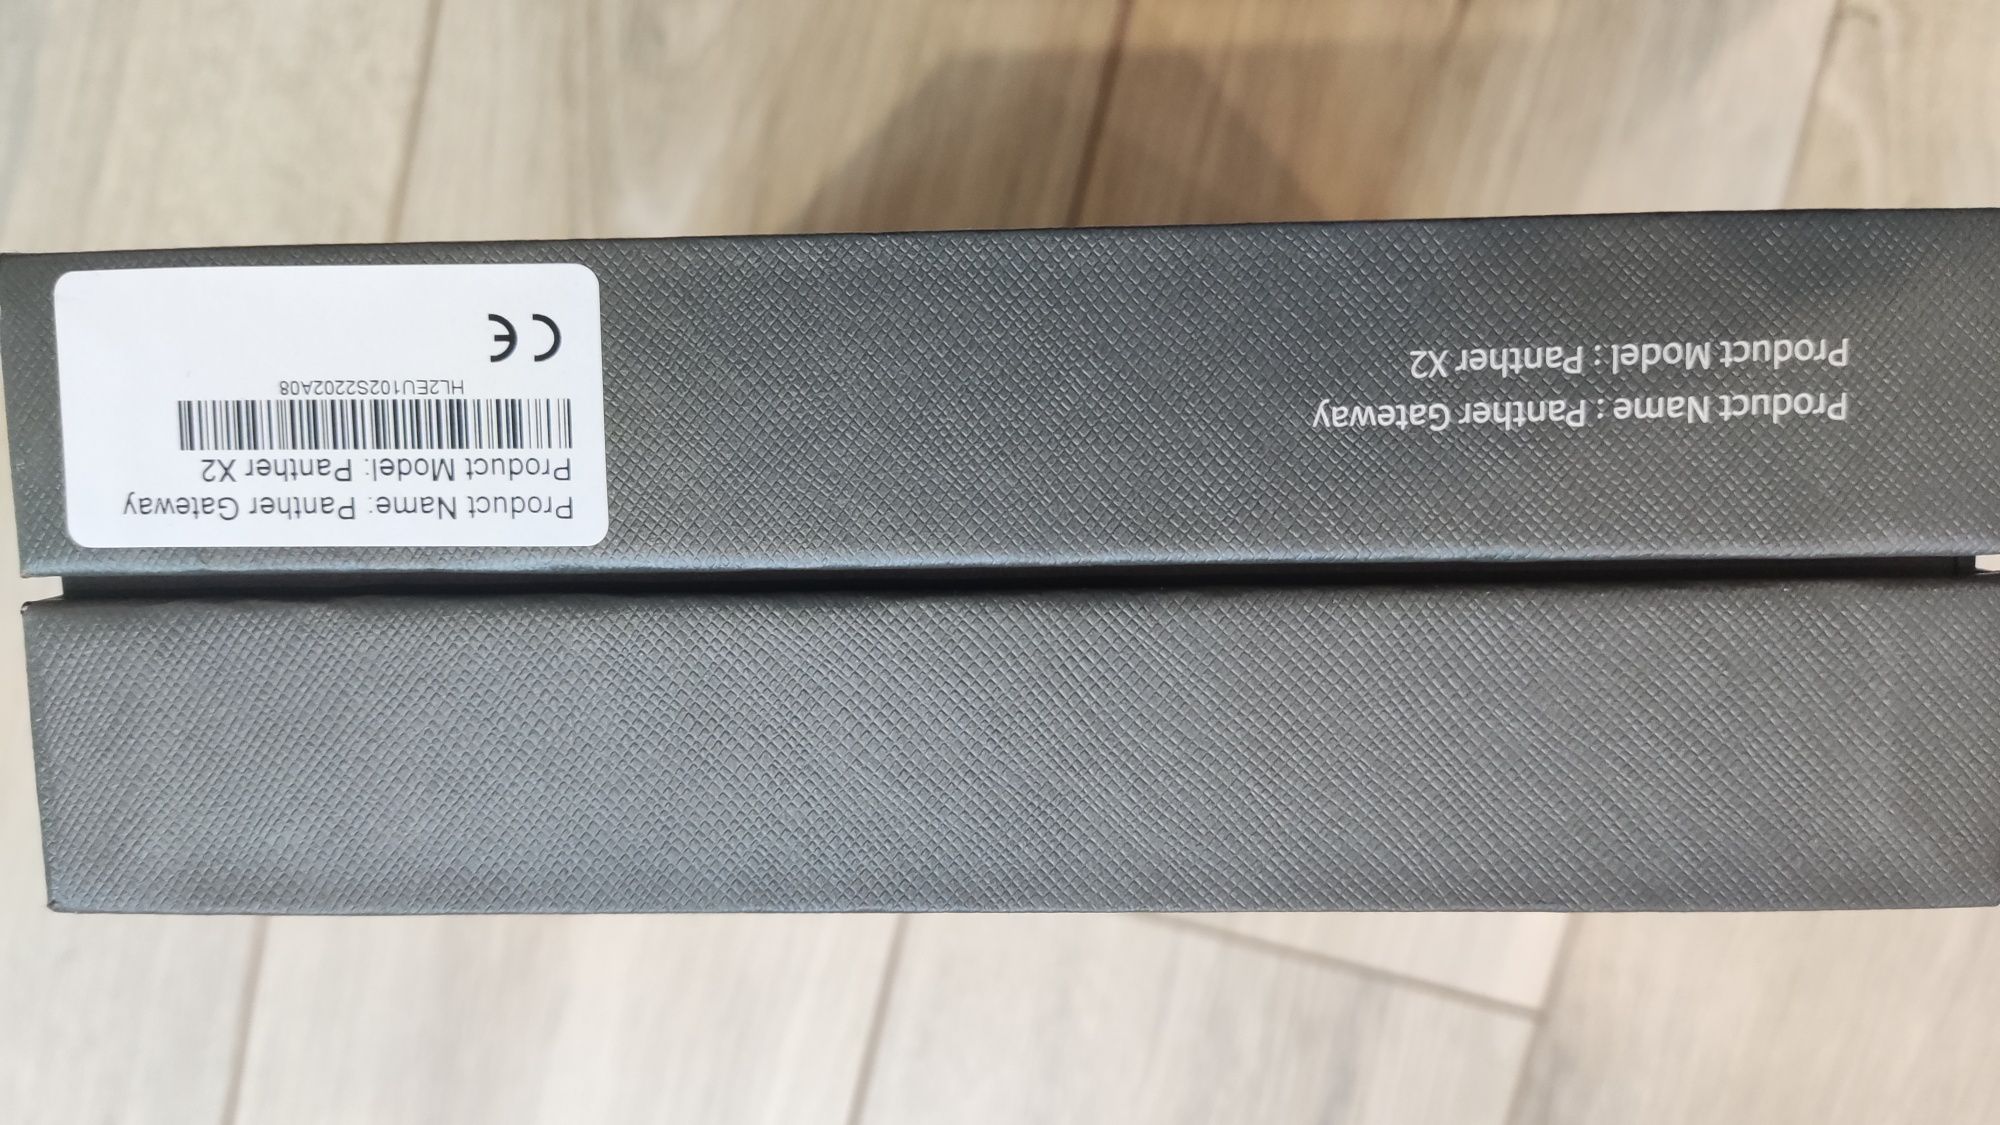 Product Name : Panther Gateway
Product Model : Panther X2
Product Name: Panther Gateway
Product Model: Panther X2
HL2EU102S2202A08
CE